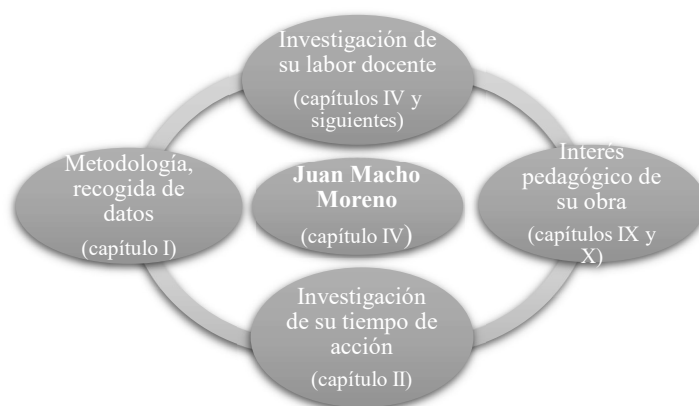 Investigación de
su labor docente
(capítulos IV y
siguientes)
Metodología,
recogida de
datos
(capítulo I)
Juan Macho
Moreno
(capítulo IV)
Interés
pedagógico de
su obra
(capítulos IX y
X)
Investigación
de su tiempo de
acción
(capítulo II)